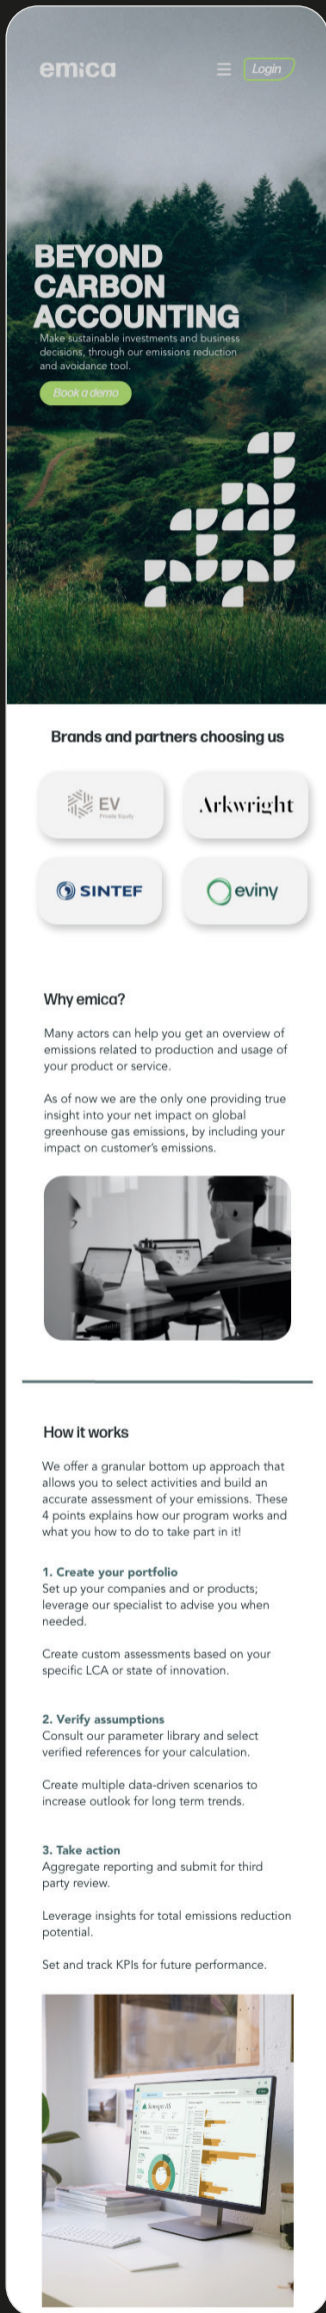 emica
Login
BEYOND
CARBON
ACCOUNTING
Make sustainable investments and business
decisions, through our emissions reduction
and avoidance tool.
Book a demo
Brands and partners choosing us
EV
Private Equity
Arkwright
SINTEF
eviny
Why emica?
Many actors can help you get an overview of
emissions related to production and usage of
your product or service.
As of now we are the only one providing true
insight into your net impact on global
greenhouse gas emissions, by including your
impact on customer's emissions.
How it works
We offer a granular bottom up approach that
allows you to select activities and build an
accurate assessment of your emissions. These
4 points explains how our program works and
what you how to do to take part in it!
1. Create your portfolio
Set up your companies and or products;
leverage our specialist to advise you when
needed.
Create custom assessments based on your
specific LCA or state of innovation.
2. Verify assumptions
Consult our parameter library and select
verified references for your calculation.
Create multiple data-driven scenarios to
increase outlook for long term trends.
3. Take action
Aggregate reporting and submit for third
party review.
Leverage insights for total emissions reduction
potential.
Set and track KPIs for future performance.